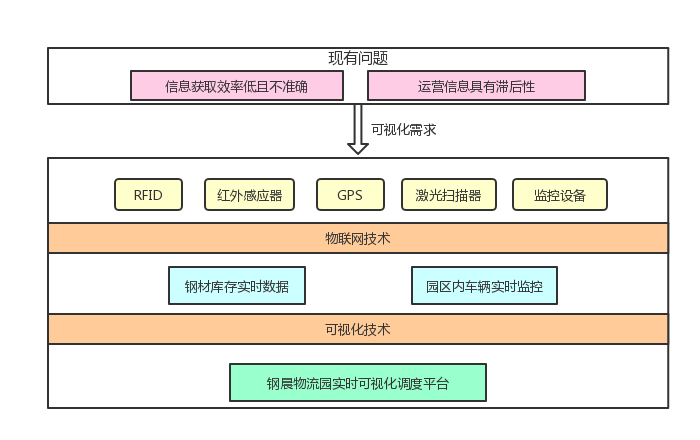 现有问题
信息获取效率低且不准确
运营信息具有滞后性
可视化需求
RFID
红外感应器
GPS
激光扫描器
监控设备
物联网技术
钢材库存实时数据
园区内车辆实时监控
可视化技术
钢晨物流园实时可视化调度平台